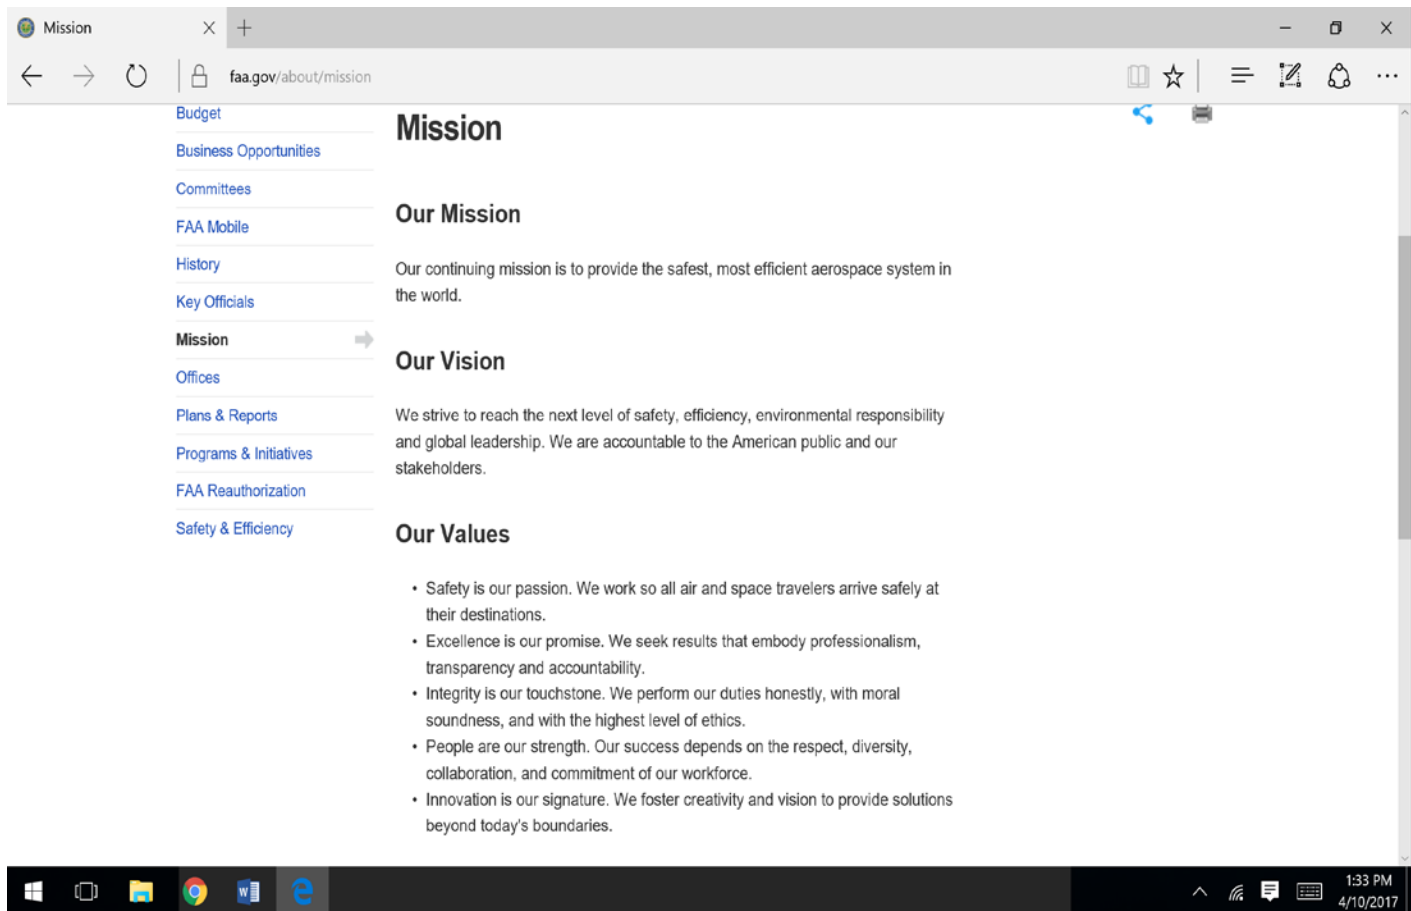 Mission
faa.gov/about/mission
Budget
Business Opportunities
Committees
FAA Mobile
History
Key Officials
Mission
Offices
Plans & Reports
Programs & Initiatives
FAA Reauthorization
Safety & Efficiency
Mission
Our Mission
Our continuing mission is to provide the safest, most efficient aerospace system in
the world.
Our Vision
We strive to reach the next level of safety, efficiency, environmental responsibility
and global leadership. We are accountable to the American public and our
stakeholders.
Our Values
• Safety is our passion. We work so all air and space travelers arrive safely at
their destinations.
• Excellence is our promise. We seek results that embody professionalism,
transparency and accountability.
• Integrity is our touchstone. We perform our duties honestly, with moral
soundness, and with the highest level of ethics.
• People are our strength. Our success depends on the respect, diversity,
collaboration, and commitment of our workforce.
• Innovation is our signature. We foster creativity and vision to provide solutions
beyond today's boundaries.
1:33 PM
4/10/2017